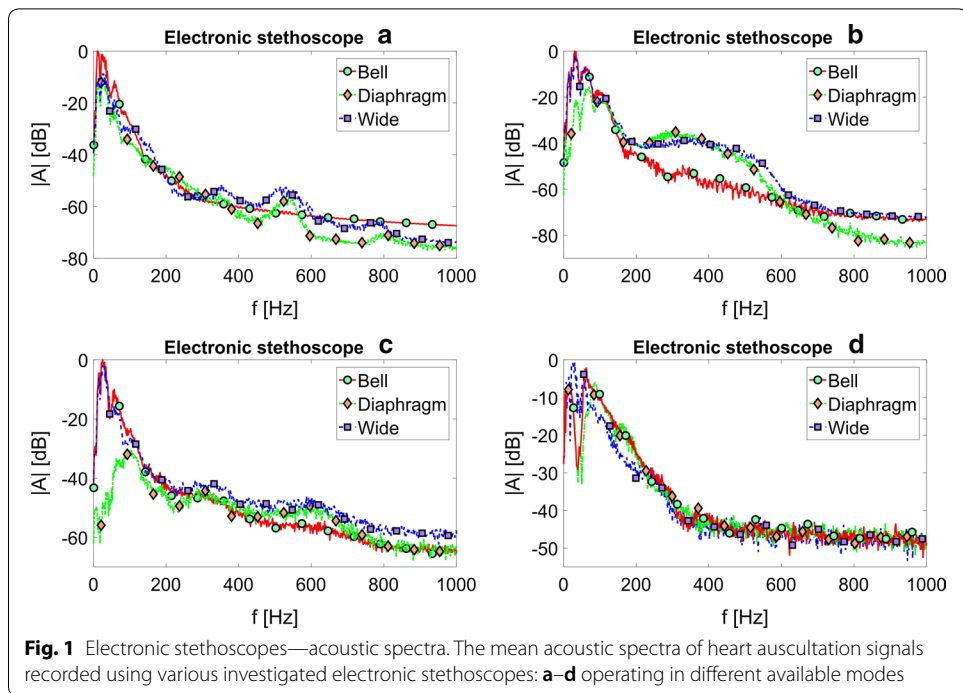 Electronic stethoscope a
0
-20
-40
-60
-80
|A| [dB]
0 200 400 600 800 1000
f [Hz]
Bell
Diaphragm
Wide
Electronic stethoscope b
0
-20
-40
-60
-80
|A| [dB]
0 200 400 600 800 1000
f [Hz]
Bell
Diaphragm
Wide
Electronic stethoscope c
0
-20
-40
-60
|A| [dB]
0 200 400 600 800 1000
f [Hz]
Bell
Diaphragm
Wide
Electronic stethoscope d
0
-10
-20
-30
-40
-50
|A| [dB]
0 200 400 600 800 1000
f [Hz]
Bell
Diaphragm
Wide
Fig. 1 Electronic stethoscopes—acoustic spectra. The mean acoustic spectra of heart auscultation signals
recorded using various investigated electronic stethoscopes: a–d operating in different available modes